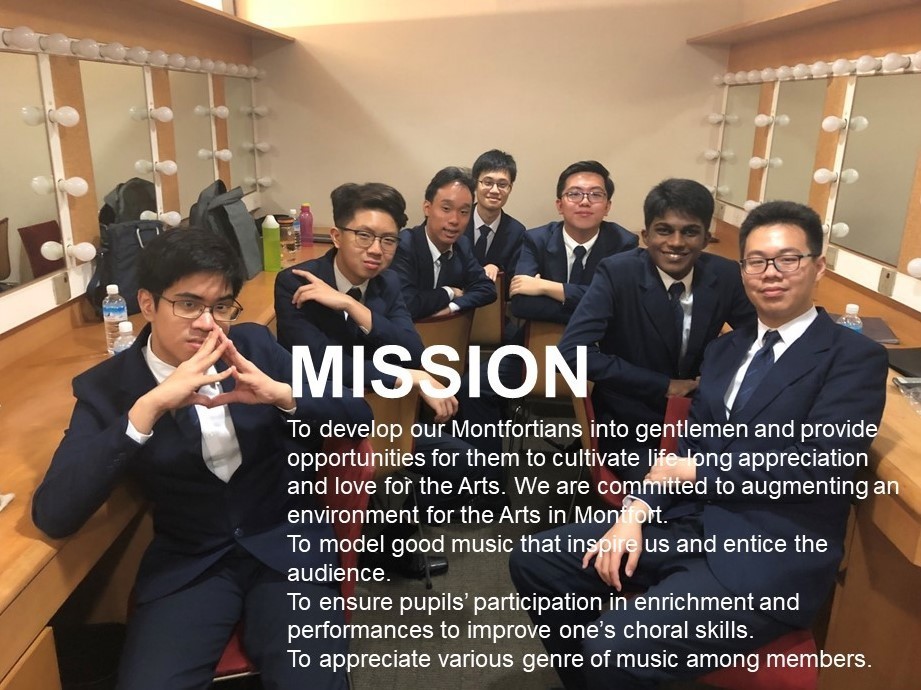 MISSION
To develop our Montfortians into gentlemen and provide
opportunities for them to cultivate life-long appreciation
and love for the Arts. We are committed to augmenting an
environment for the Arts in Montfort.
To model good music that inspire us and entice the
audience.
To ensure pupils’ participation in enrichment and
performances to improve one’s choral skills.
To appreciate various genre of music among members.